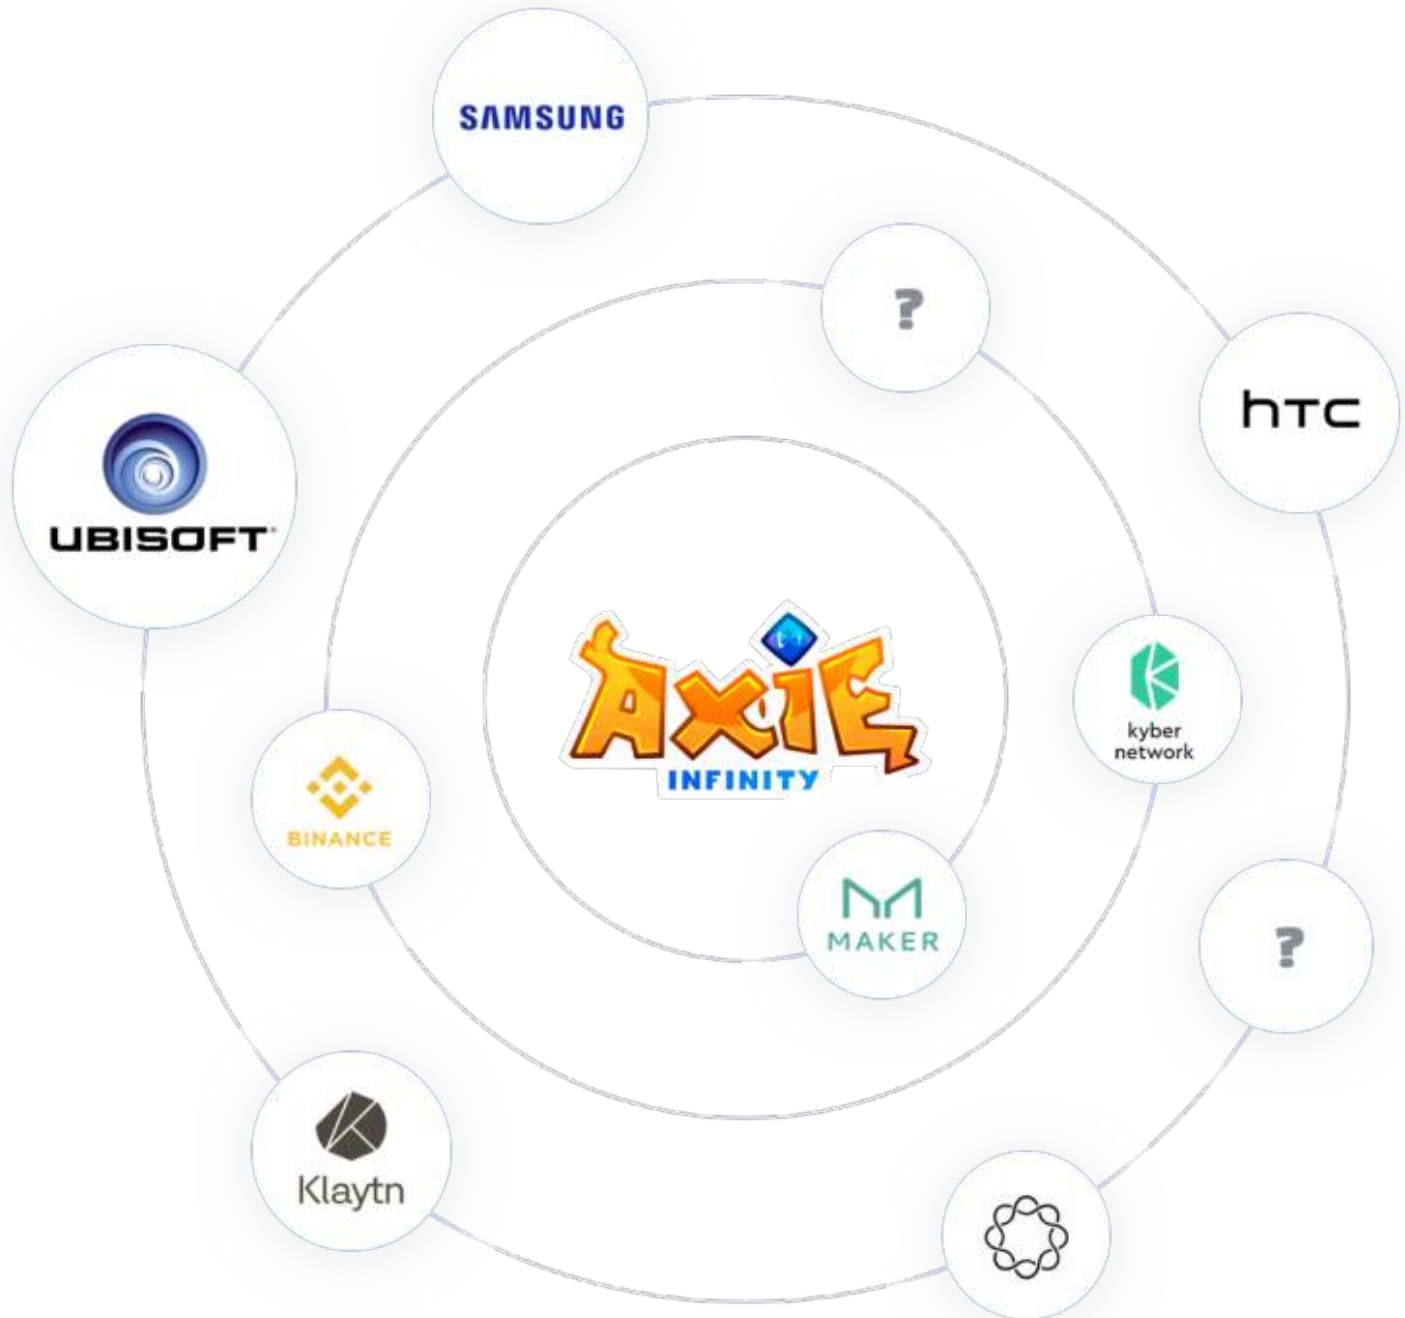 SAMSUNG
?
hTC
UBISOFT
AXIE
INFINITY
kyber
network
BINANCE
MAKER
?
Klaytn